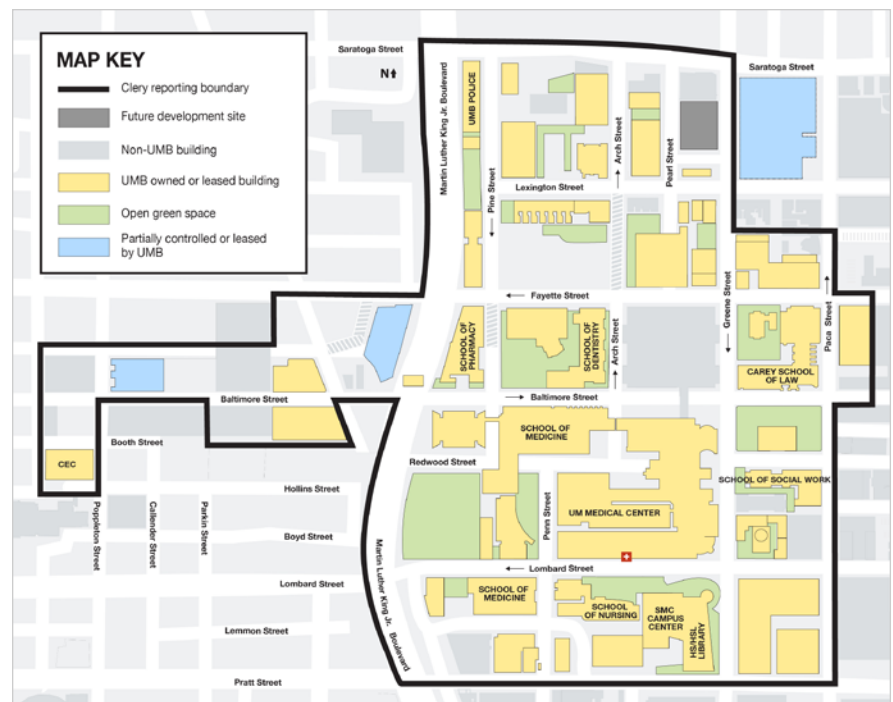 MAP KEY
Clery reporting boundary
Future development site
Non-UMB building
UMB owned or leased building
Open green space
Partially controlled or leased
by UMB
Saratoga Street
N
Martin Luther King Jr. Boulevard
UMB POLICE
Saratoga Street
Arch Street
Pearl Street
Pine Street
Lexington Street
Fayette Street
Greene Street
Paca Street
SCHOOL OF
PHARMACY
SCHOOL OF
DENTISTRY
Arch Street
CAREY SCHOOL
OF LAW
Baltimore Street
Baltimore Street
SCHOOL OF
MEDICINE
Booth Street
CEC
Redwood Street
SCHOOL OF SOCIAL WORK
Hollins Street
Poppleton Street
Callender Street
Parkin Street
Penn Street
UM MEDICAL CENTER
Boyd Street
Martin Luther King Jr. Boulevard
Lombard Street
Lombard Street
SCHOOL OF
MEDICINE
SCHOOL
OF NURSING
SMC
CAMPUS
CENTER
HS/HSL
LIBRARY
Lemmon Street
Pratt Street